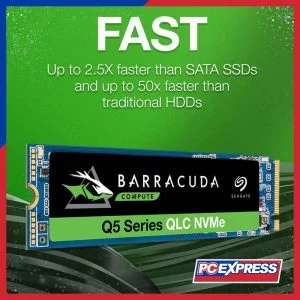 FAST
Up to 2.5X faster than SATA SSDs
and up to 50x faster than
traditional HDDs
BARRACUDA
COMPUTE
SEAGATE
Q5 Series QLC NVMe
PC EXPRESS